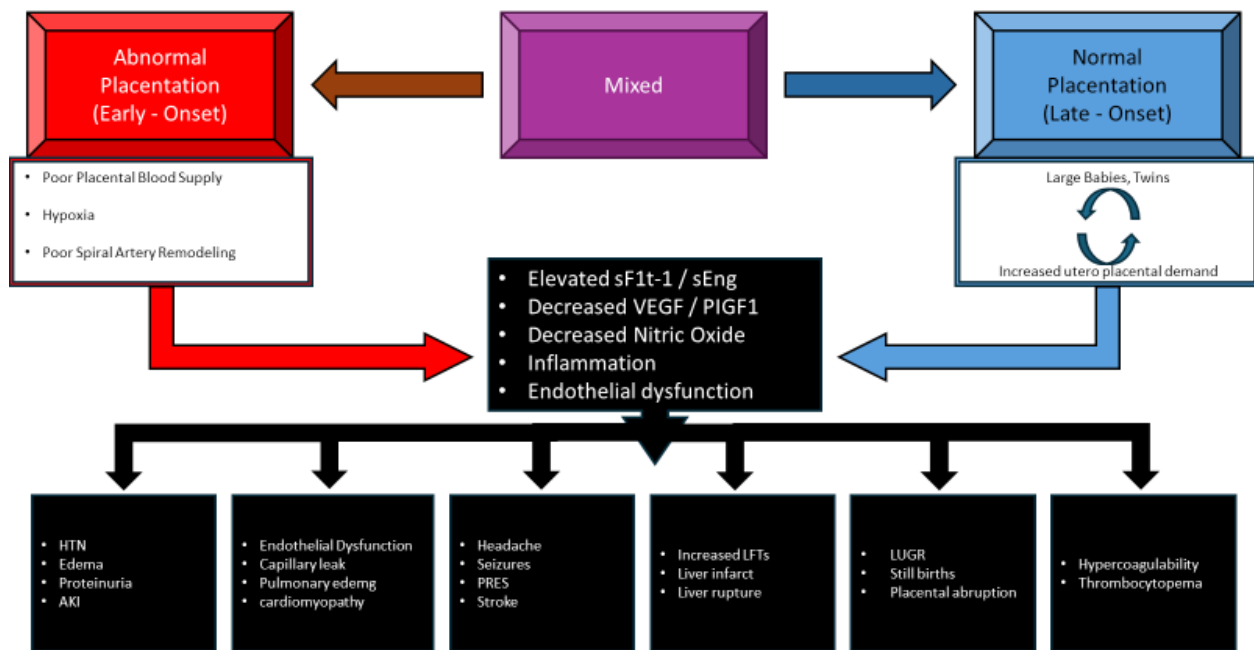 Abnormal
Placentation
(Early - Onset)
Mixed
Normal
Placentation
(Late - Onset)
• Poor Placental Blood Supply
• Hypoxia
• Poor Spiral Artery Remodeling
Large Babies, Twins
Increased utero placental demand
• Elevated sF1t-1 / sEng
• Decreased VEGF / PIGF1
• Decreased Nitric Oxide
• Inflammation
• Endothelial dysfunction
• HTN
• Edema
• Proteinuria
• AKI
• Endothelial Dysfunction
• Capillary leak
• Pulmonary edemg
• cardiomyopathy
• Headache
• Seizures
• PRES
• Stroke
• Increased LFTs
• Liver infarct
• Liver rupture
• LUGR
• Still births
• Placental abruption
• Hypercoagulability
• Thrombocytopema